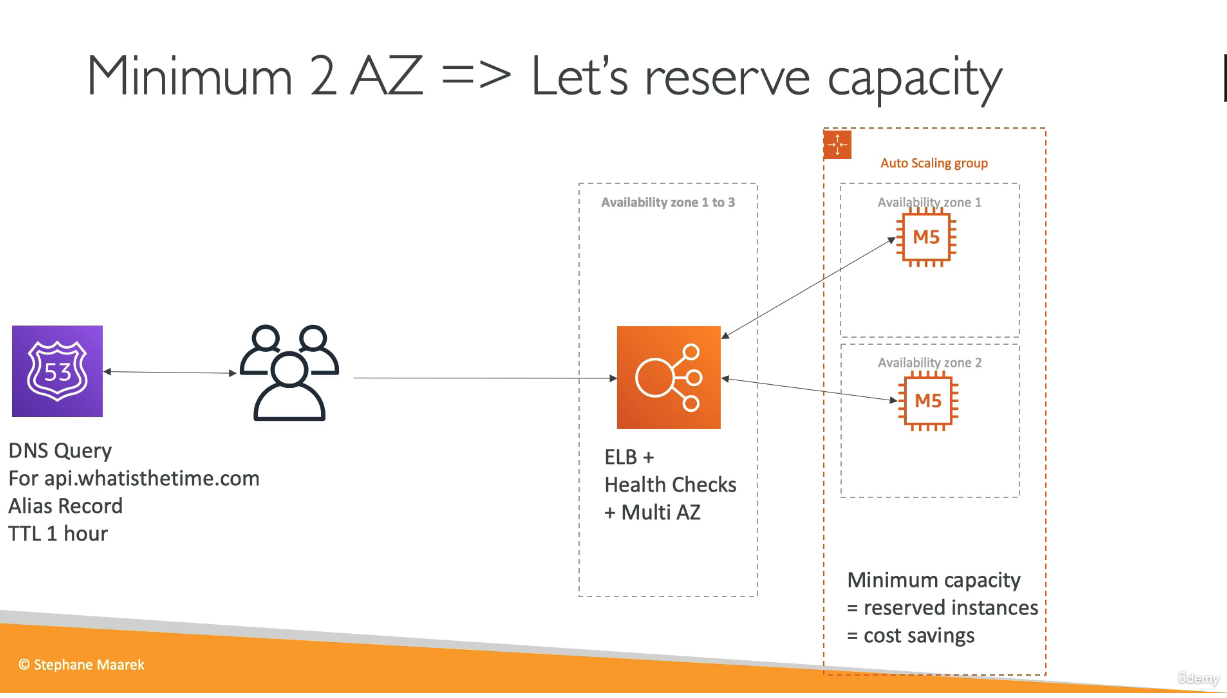 Minimum 2 AZ => Let's reserve capacity
Auto Scaling group
Availability zone 1 to 3
Availability zone 1
M5
Availability zone 2
M5
53
DNS Query
For api.whatisthetime.com
Alias Record
TTL 1 hour
ELB +
Health Checks
+ Multi AZ
Minimum capacity
= reserved instances
= cost savings
© Stephane Maarek
Udemy